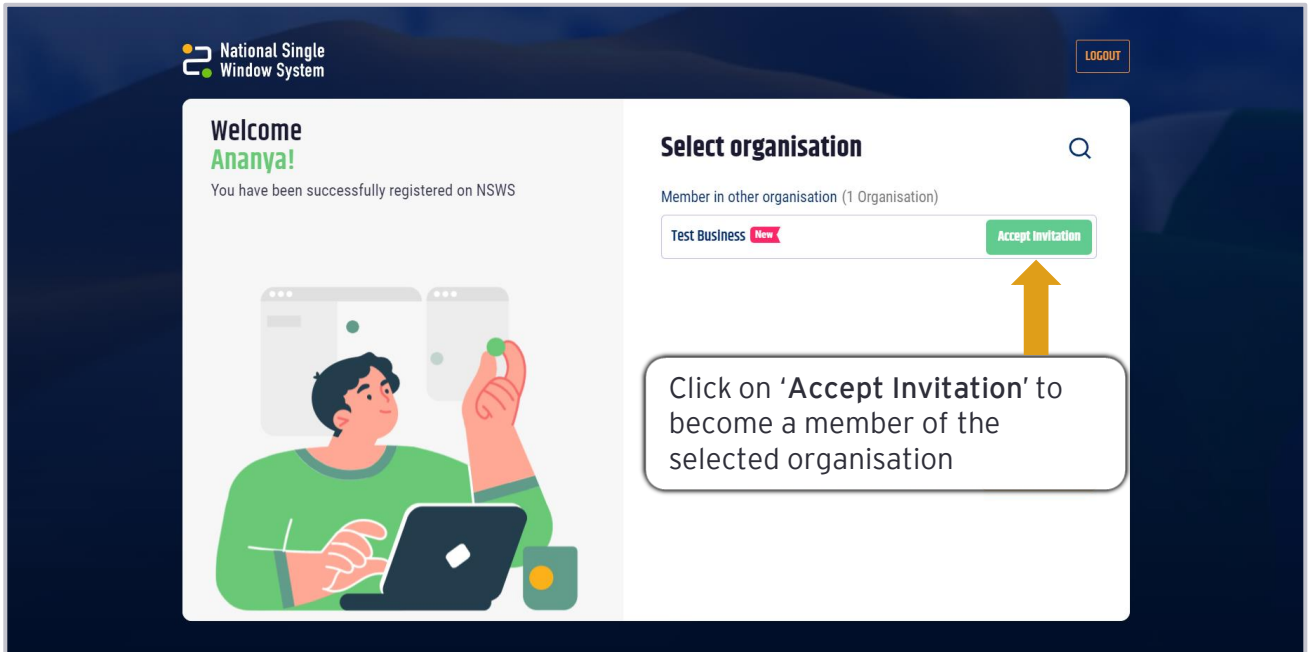 National Single
Window System
LOGOUT
Welcome
Ananya!
You have been successfully registered on NSWS
Select organisation
Member in other organisation (1 Organisation)
Test Business New
Accept Invitation
Click on ‘Accept Invitation’ to
become a member of the
selected organisation